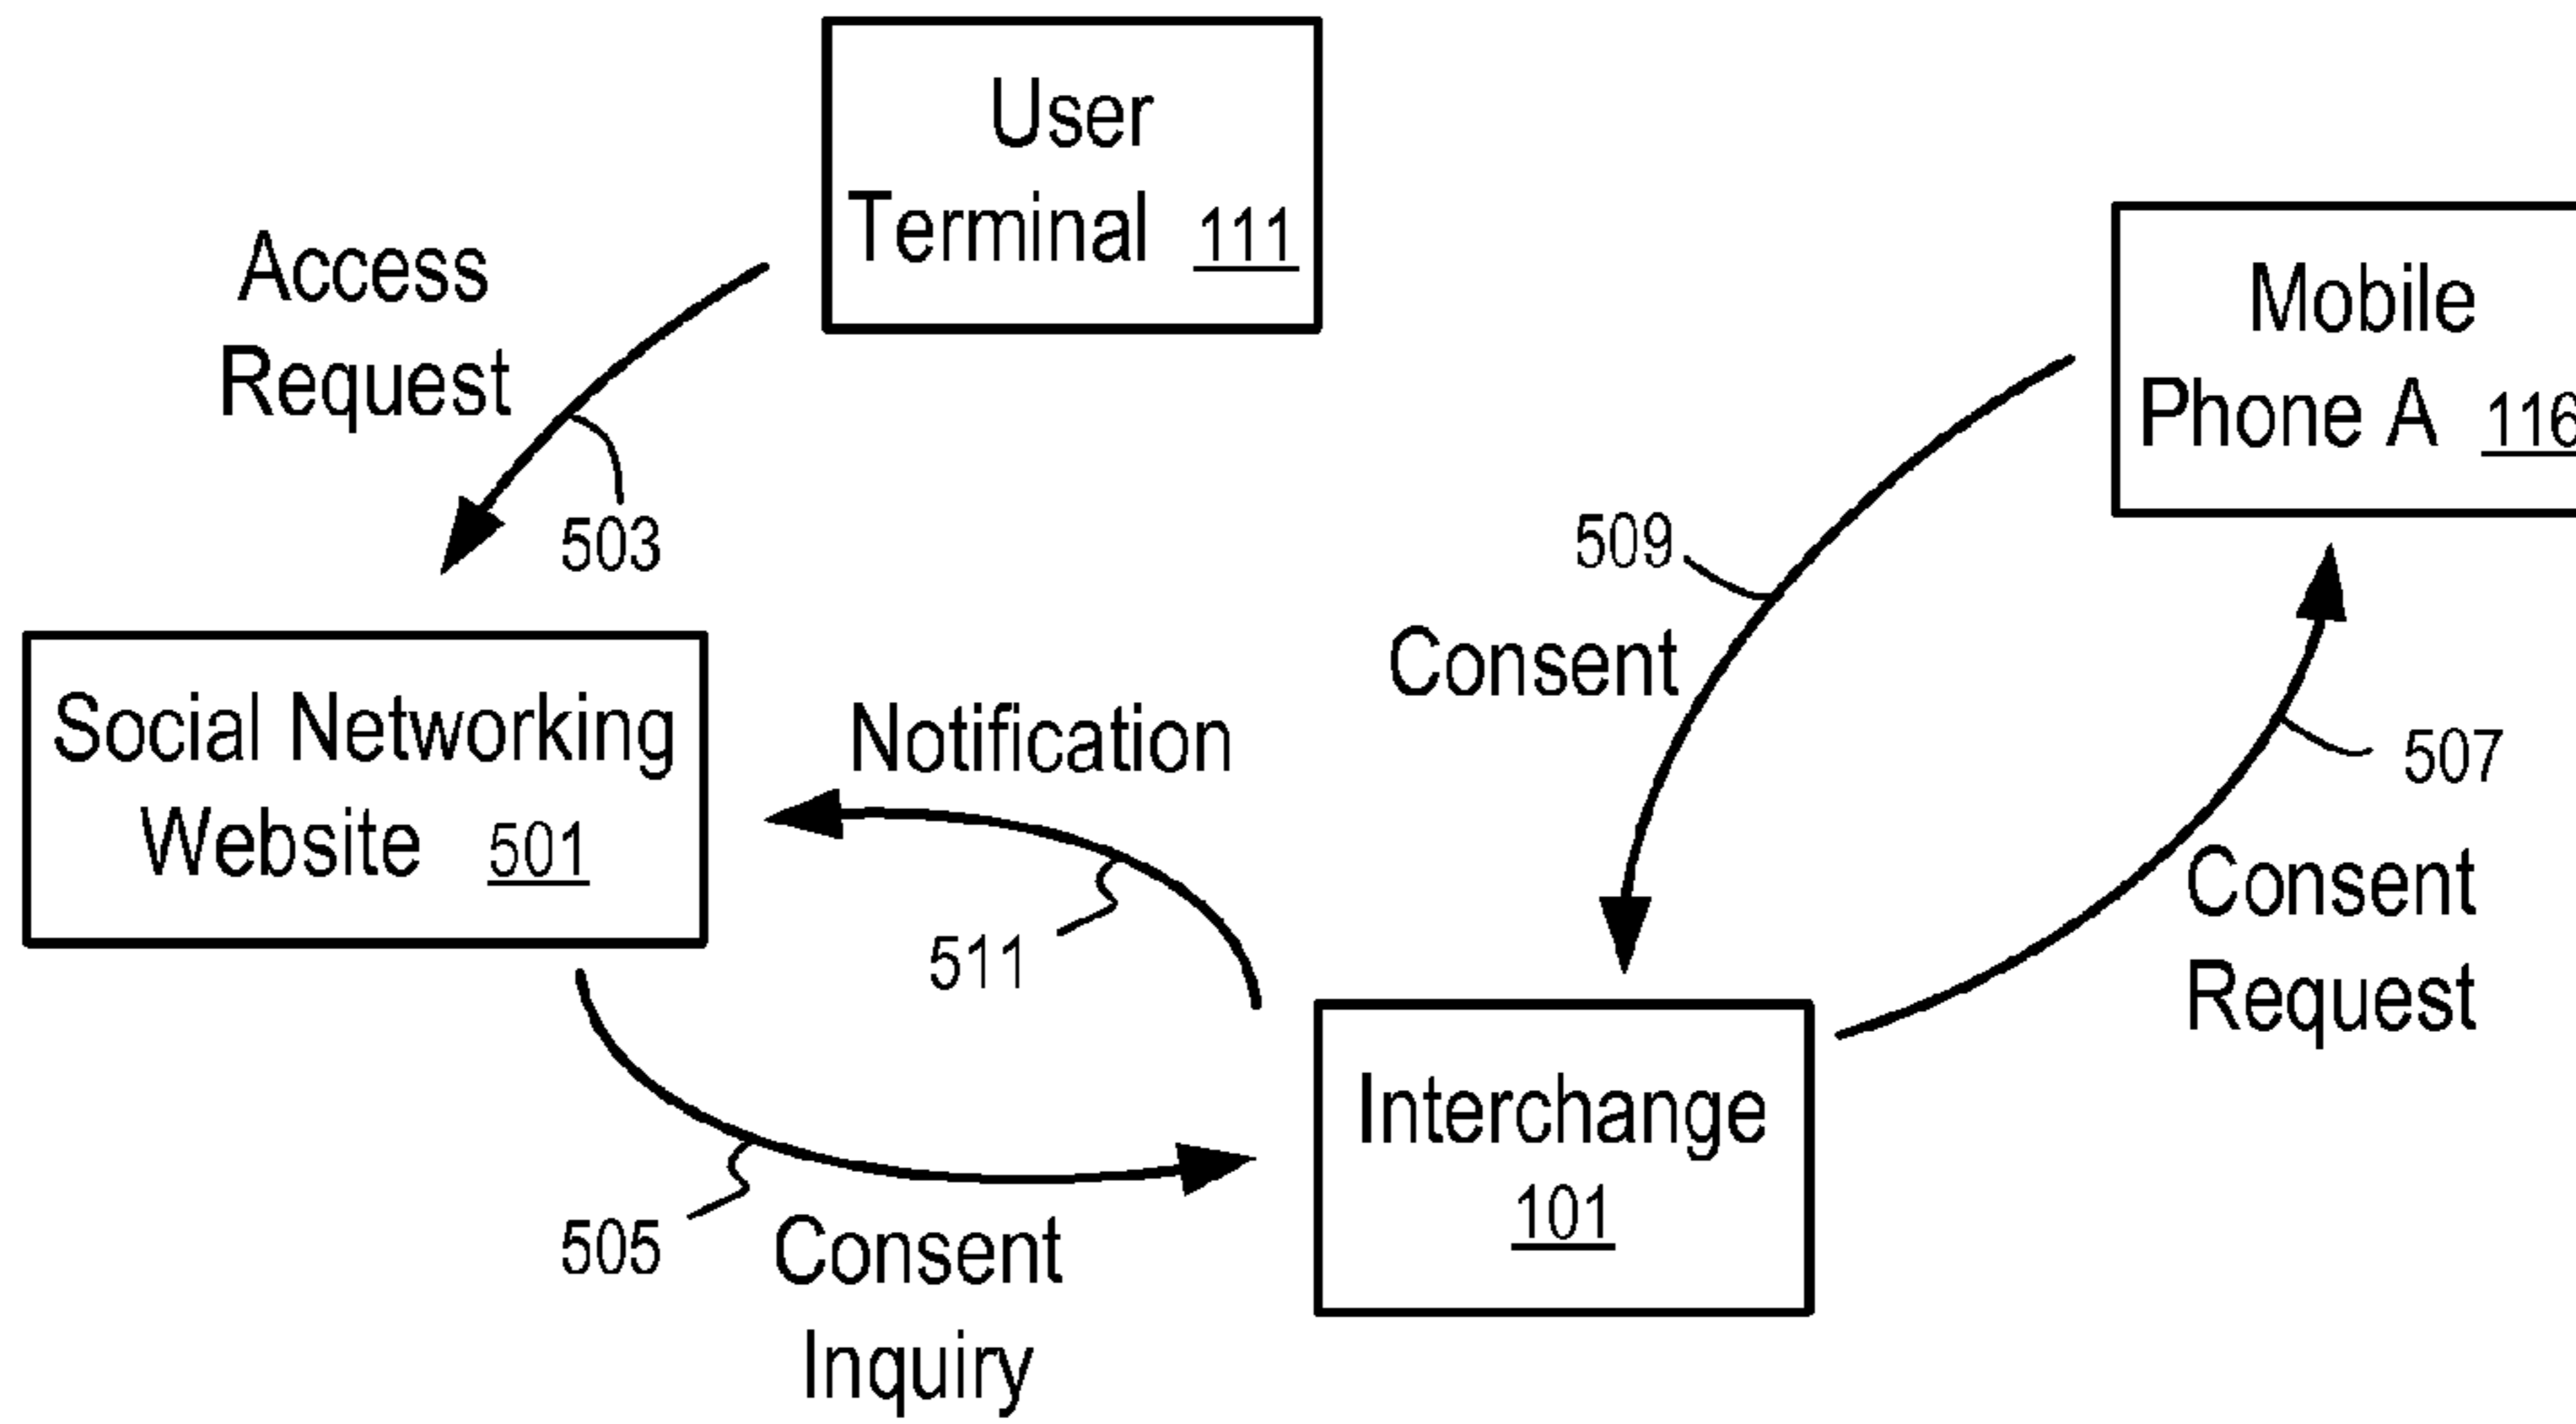 User
Terminal 111
Access
Request
503
Mobile
Phone A 116
509
Consent
Social Networking
Website 501
Notification
511
507
Consent
Request
Interchange
101
505
Consent
Inquiry